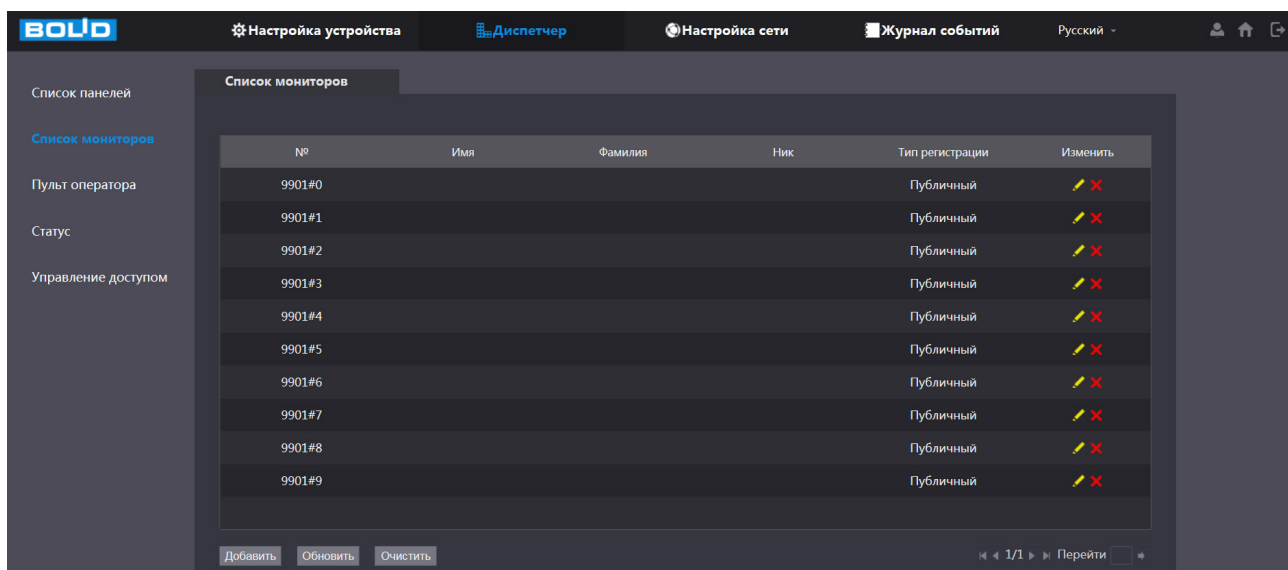 BOLID Настройка устройства Диспетчер Настройка сети Журнал событий Русский
Список панелей
Список мониторов
Пульт оператора
Статус
Управление доступом
Список мониторов
№ Имя Фамилия Ник Тип регистрации Изменить
9901#0 Публичный
9901#1 Публичный
9901#2 Публичный
9901#3 Публичный
9901#4 Публичный
9901#5 Публичный
9901#6 Публичный
9901#7 Публичный
9901#8 Публичный
9901#9 Публичный
Добавить Обновить Очистить 1/1 Перейти